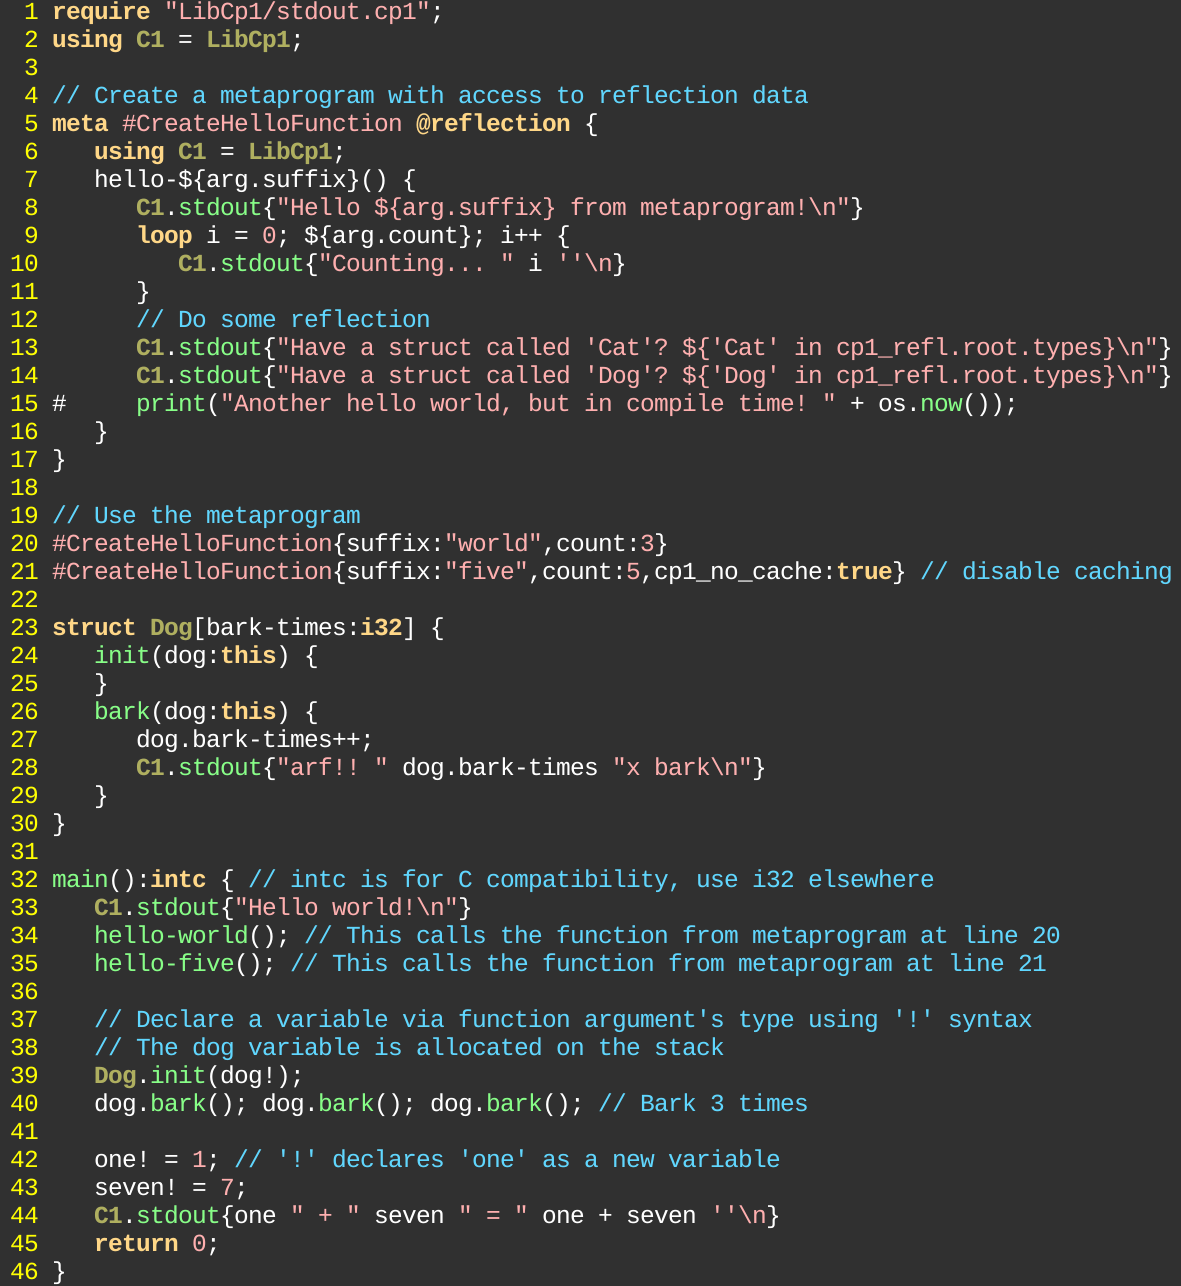 1 require "LibCp1/stdout.cp1";
2 using C1 = LibCp1;
3
4 // Create a metaprogram with access to reflection data
5 meta #CreateHelloFunction @reflection {
6    using C1 = LibCp1;
7    hello-${arg.suffix}() {
8       C1.stdout{"Hello ${arg.suffix} from metaprogram!\n"}
9       loop i = 0; ${arg.count}; i++ {
10          C1.stdout{"Counting... " i ''\n}
11       }
12       // Do some reflection
13       C1.stdout{"Have a struct called 'Cat'? ${'Cat' in cp1_refl.root.types}\n"}
14       C1.stdout{"Have a struct called 'Dog'? ${'Dog' in cp1_refl.root.types}\n"}
15 #     print("Another hello world, but in compile time! " + os.now());
16    }
17 }
18
19 // Use the metaprogram
20 #CreateHelloFunction{suffix:"world",count:3}
21 #CreateHelloFunction{suffix:"five",count:5,cp1_no_cache:true} // disable caching
22
23 struct Dog[bark-times:i32] {
24    init(dog:this) {
25    }
26    bark(dog:this) {
27       dog.bark-times++;
28       C1.stdout{"arf!! " dog.bark-times "x bark\n"}
29    }
30 }
31
32 main():intc { // intc is for C compatibility, use i32 elsewhere
33    C1.stdout{"Hello world!\n"}
34    hello-world(); // This calls the function from metaprogram at line 20
35    hello-five(); // This calls the function from metaprogram at line 21
36
37    // Declare a variable via function argument's type using '!' syntax
38    // The dog variable is allocated on the stack
39    Dog.init(dog!);
40    dog.bark(); dog.bark(); dog.bark(); // Bark 3 times
41
42    one! = 1; // '!' declares 'one' as a new variable
43    seven! = 7;
44    C1.stdout{one " + " seven " = " one + seven ''\n}
45    return 0;
46 }